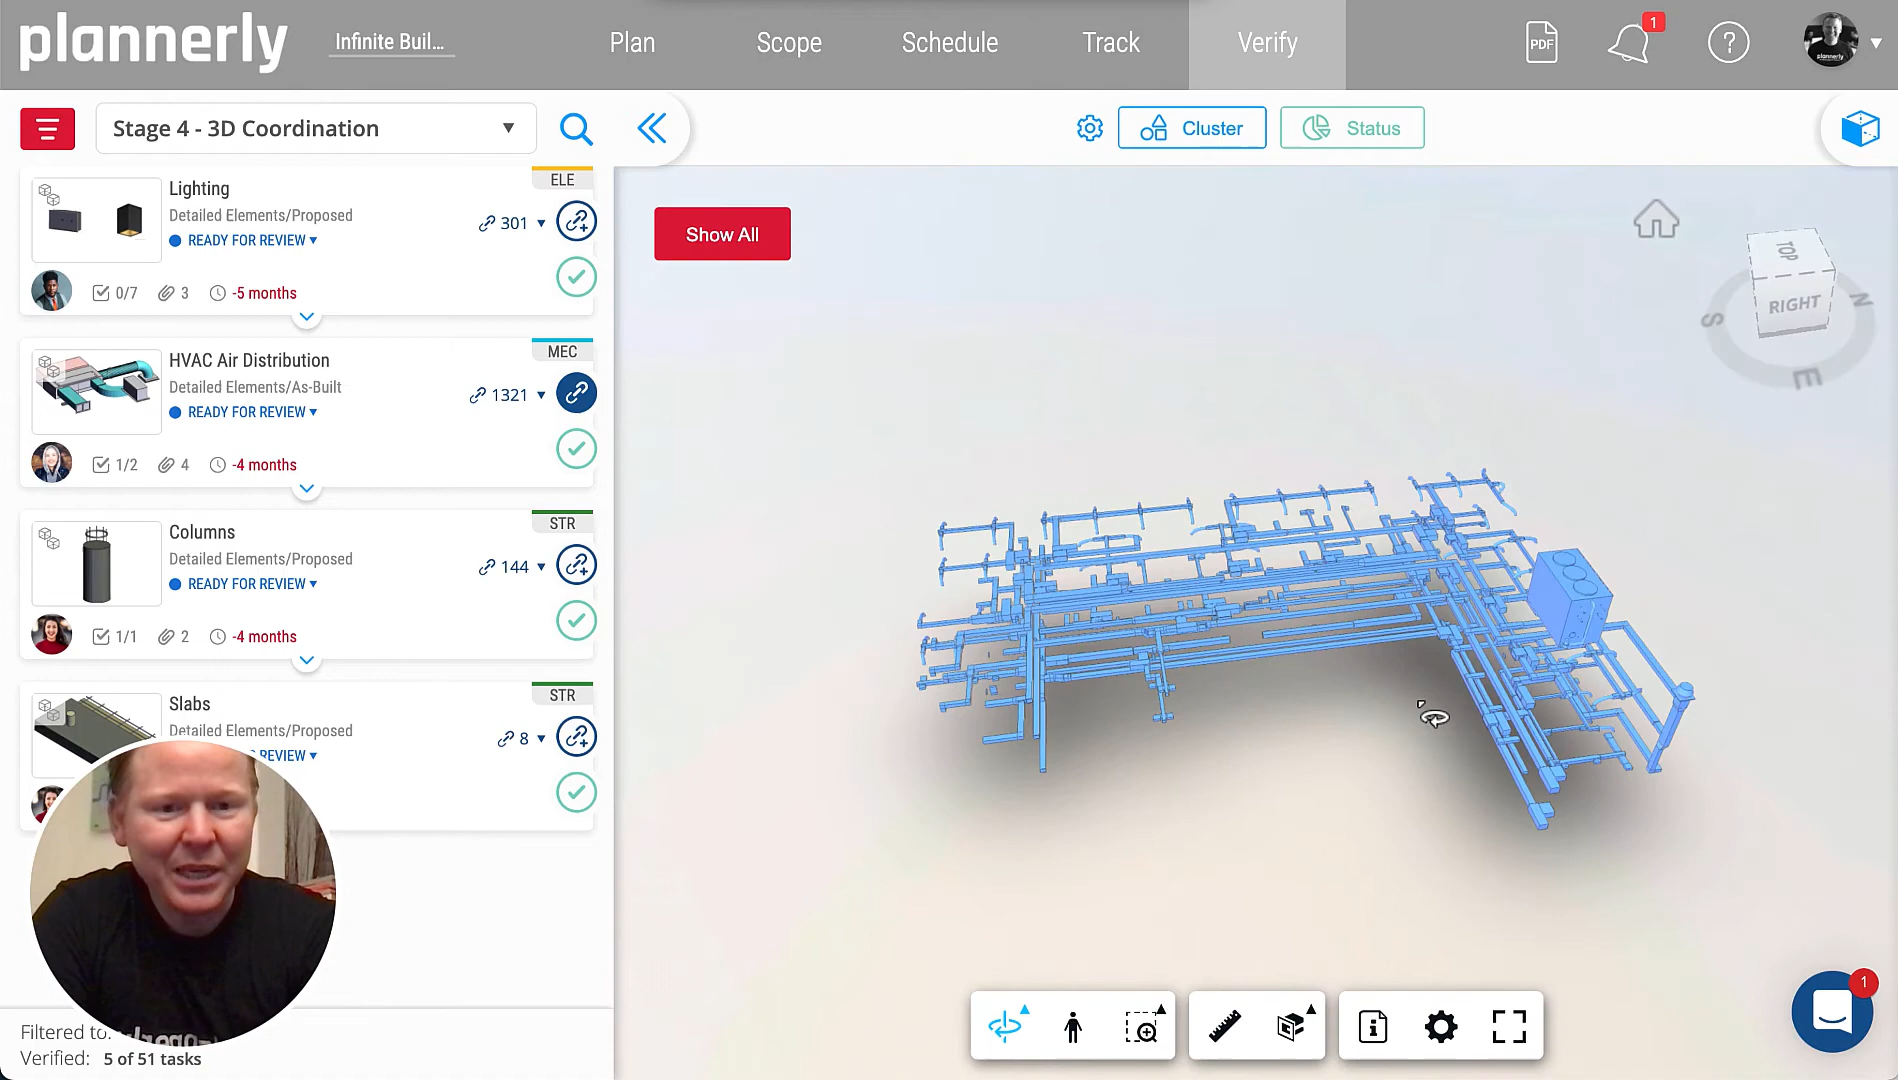 plannerly
Infinite Buil...
Plan
Scope
Schedule
Track
Verify
PDF
1
?
Stage 4 - 3D Coordination
Cluster
Status
Lighting
ELE
Detailed Elements/Proposed
READY FOR REVIEW
301
0/7
3
-5 months
HVAC Air Distribution
MEC
Detailed Elements/As-Built
READY FOR REVIEW
1321
1/2
4
-4 months
Columns
STR
Detailed Elements/Proposed
READY FOR REVIEW
144
1/1
2
-4 months
Slabs
STR
Detailed Elements/Proposed
REVIEW
8
Show All
TOP
RIGHT
S
N
E
Filtered to:
Verified: 5 of 51 tasks
1